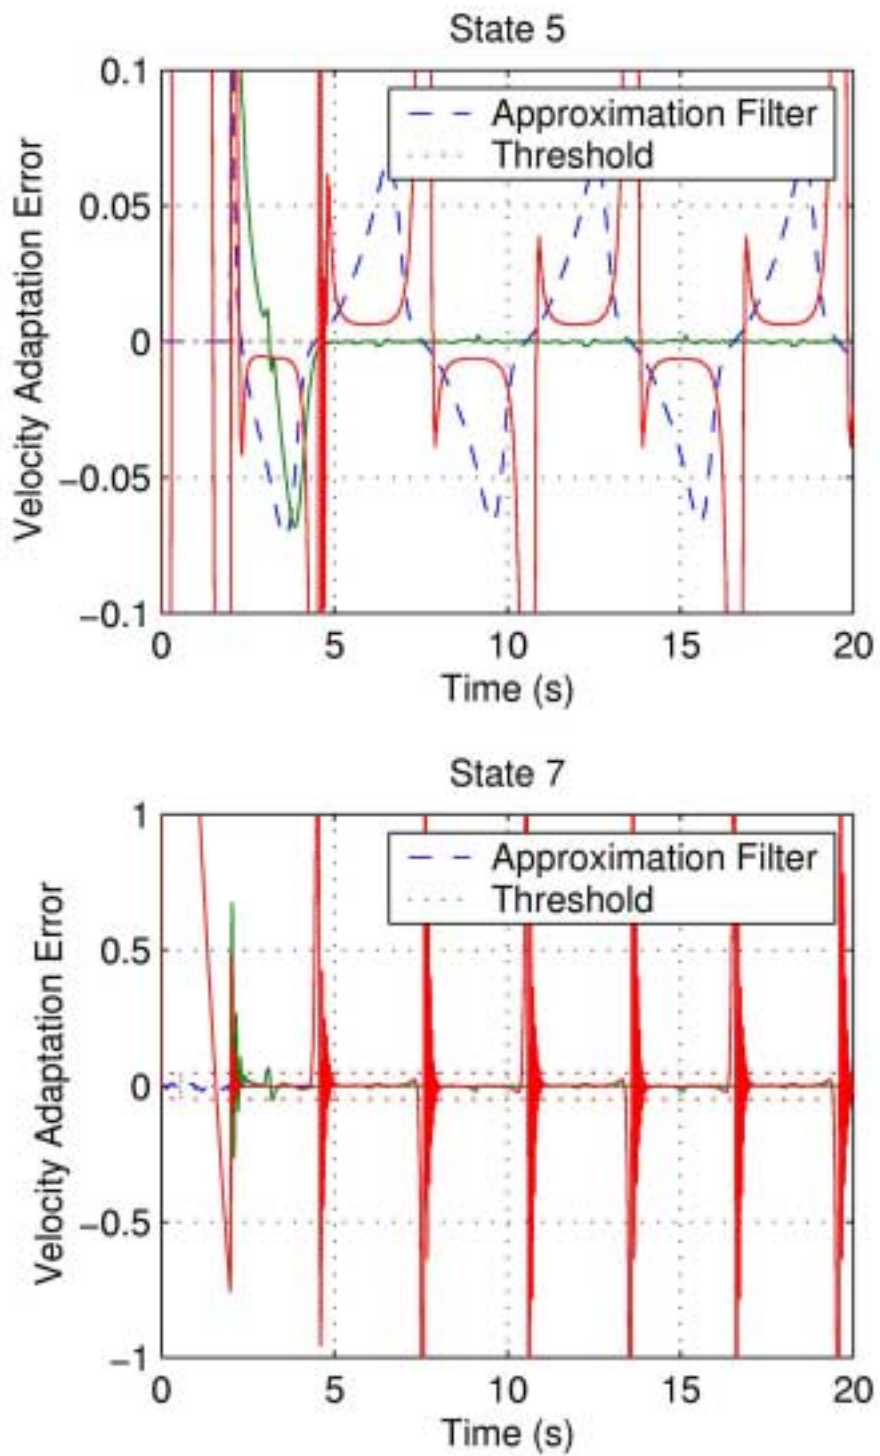 State 5
Velocity Adaptation Error
0.1
0.05
0
−0.05
−0.1
Approximation Filter
Threshold
0 5 10 15 20
Time (s)
State 7
Velocity Adaptation Error
1
0.5
0
−0.5
−1
Approximation Filter
Threshold
0 5 10 15 20
Time (s)